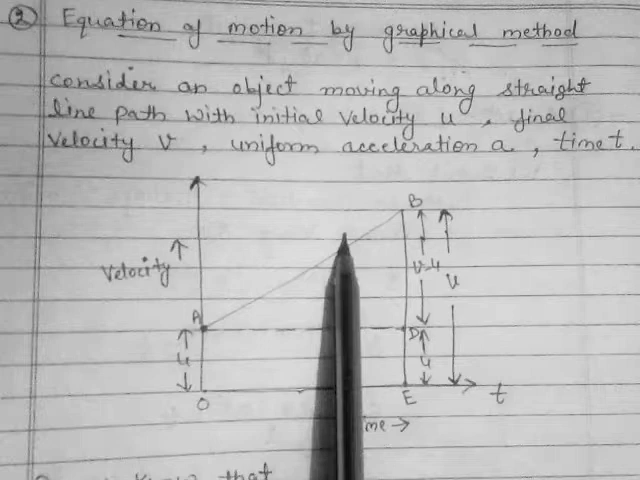 ② Equation of motion by graphical method
consider an object moving along straight
line path with initial velocity u, final
velocity v, uniform acceleration a, time t.
B
Velocity
v-u
v
A
D
u
u
O
E
t
me →
that